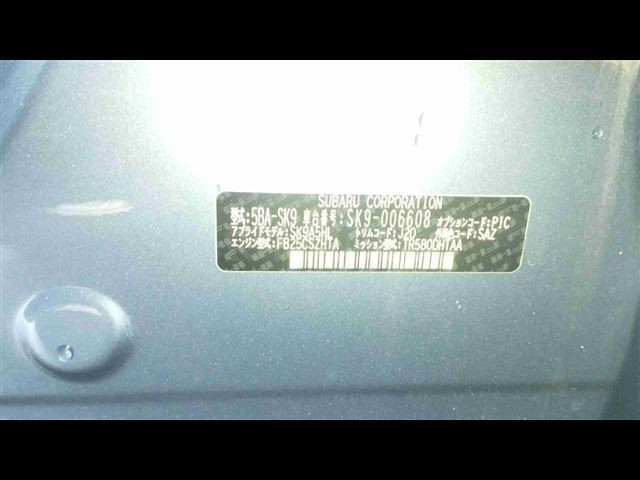 SUBARU CORPORATION
型式:5BA-SK9 車台番号:SK9-006608 オプションコード:PIC
アプライドモデル:SK9A5HL トリムコード:J20 外装色コード:SAZ
エンジン型式:FB25CSZHTA ミッション型式:TR580DHTAA